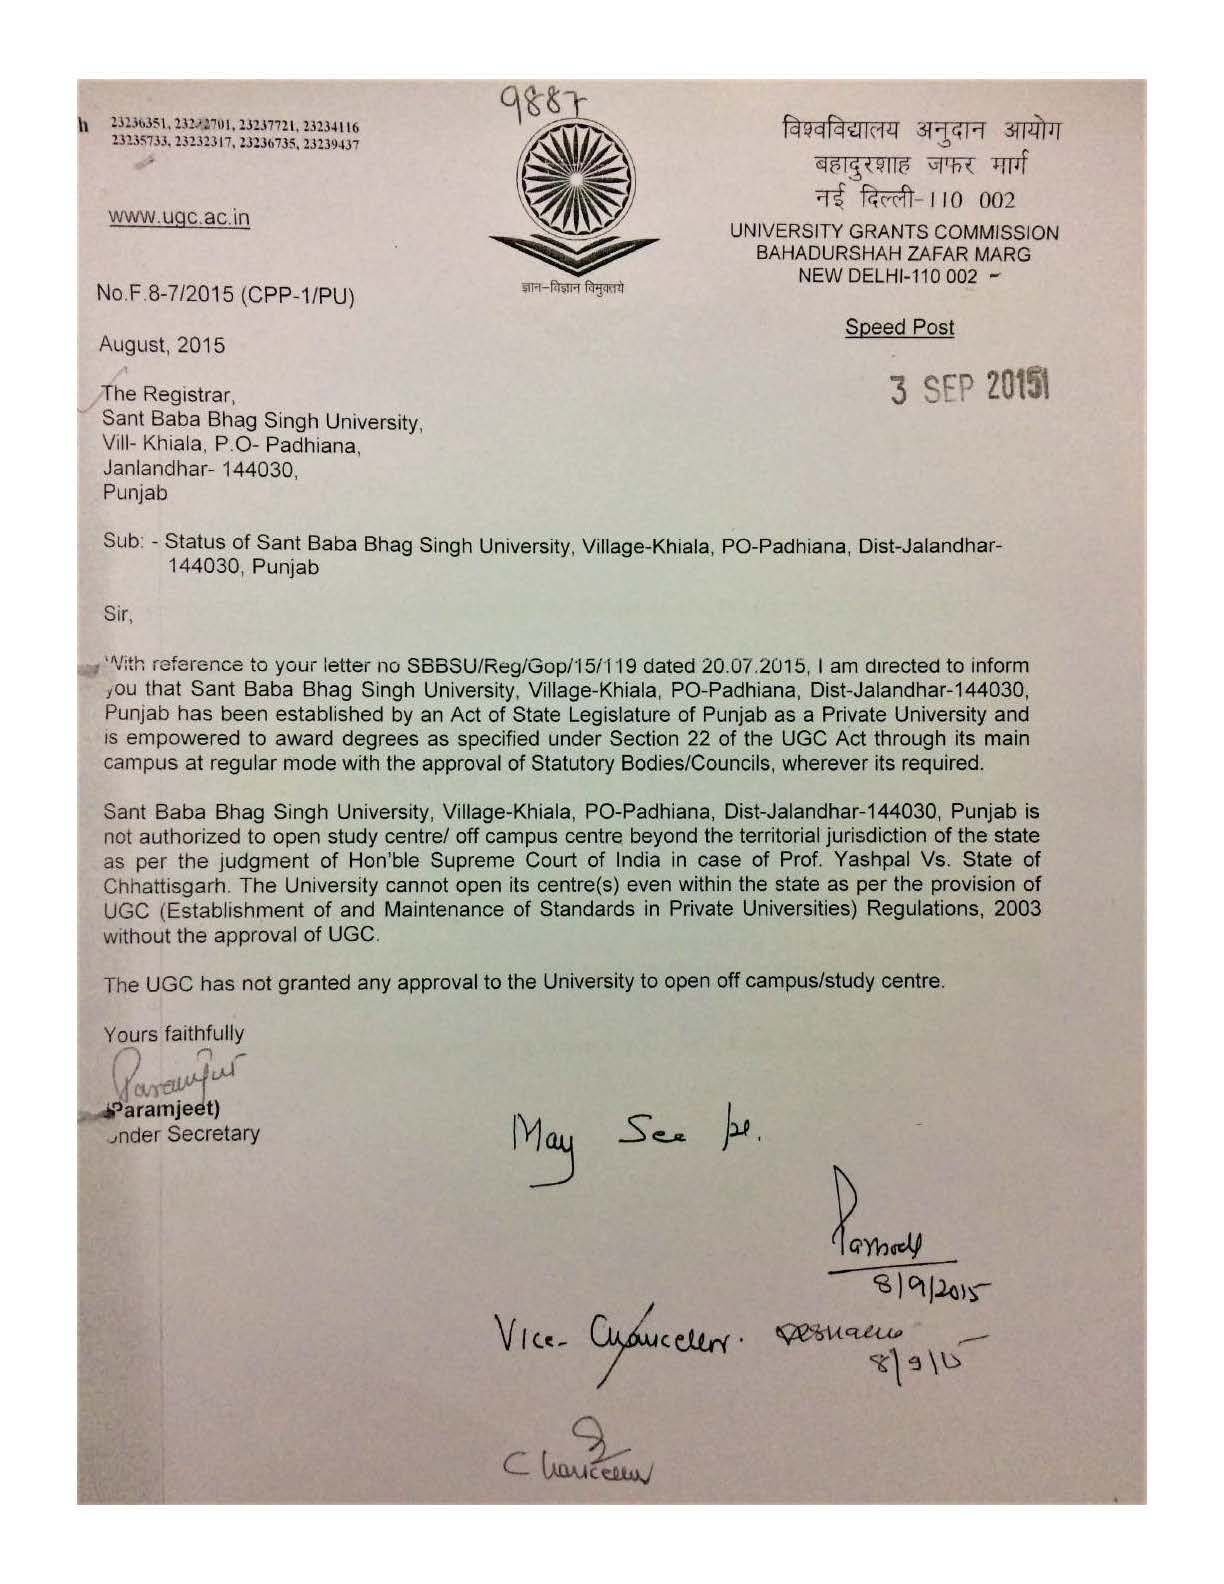 9887
h 23236351, 23232701, 23237721, 23234116
23235733, 23232317, 23236735, 23239437
www.ugc.ac.in
ज्ञान-विज्ञान विमुक्तये
विश्वविद्यालय अनुदान आयोग
बहादुरशाह जफर मार्ग
नई दिल्ली-110 002
UNIVERSITY GRANTS COMMISSION
BAHADURSHAH ZAFAR MARG
NEW DELHI-110 002
No.F.8-7/2015 (CPP-1/PU)
Speed Post
August, 2015
3 SEP 2015
The Registrar,
Sant Baba Bhag Singh University,
Vill- Khiala, P.O- Padhiana,
Janlandhar- 144030,
Punjab
Sub: - Status of Sant Baba Bhag Singh University, Village-Khiala, PO-Padhiana, Dist-Jalandhar-
144030, Punjab
Sir,
With reference to your letter no SBBSU/Reg/Gop/15/119 dated 20.07.2015, I am directed to inform
you that Sant Baba Bhag Singh University, Village-Khiala, PO-Padhiana, Dist-Jalandhar-144030,
Punjab has been established by an Act of State Legislature of Punjab as a Private University and
is empowered to award degrees as specified under Section 22 of the UGC Act through its main
campus at regular mode with the approval of Statutory Bodies/Councils, wherever its required.
Sant Baba Bhag Singh University, Village-Khiala, PO-Padhiana, Dist-Jalandhar-144030, Punjab is
not authorized to open study centre/ off campus centre beyond the territorial jurisdiction of the state
as per the judgment of Hon'ble Supreme Court of India in case of Prof. Yashpal Vs. State of
Chhattisgarh. The University cannot open its centre(s) even within the state as per the provision of
UGC (Establishment of and Maintenance of Standards in Private Universities) Regulations, 2003
without the approval of UGC.
The UGC has not granted any approval to the University to open off campus/study centre.
Yours faithfully
Paramjeet
(Paramjeet)
Under Secretary
May See pl.
8/9/2015
Vice-Chancellor.
8/9/15
Chancellor